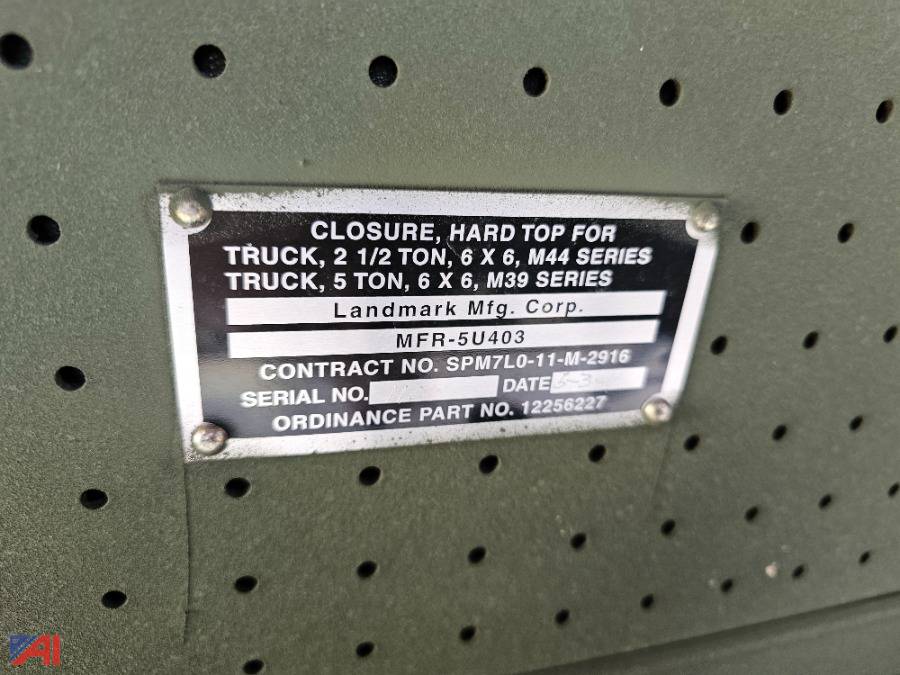 CLOSURE, HARD TOP FOR
TRUCK, 2 1/2 TON, 6 X 6, M44 SERIES
TRUCK, 5 TON, 6 X 6, M39 SERIES
Landmark Mfg. Corp.
MFR-5U403
CONTRACT NO. SPM7L0-11-M-2916
SERIAL NO. DATE
ORDINANCE PART NO. 12256227
AI